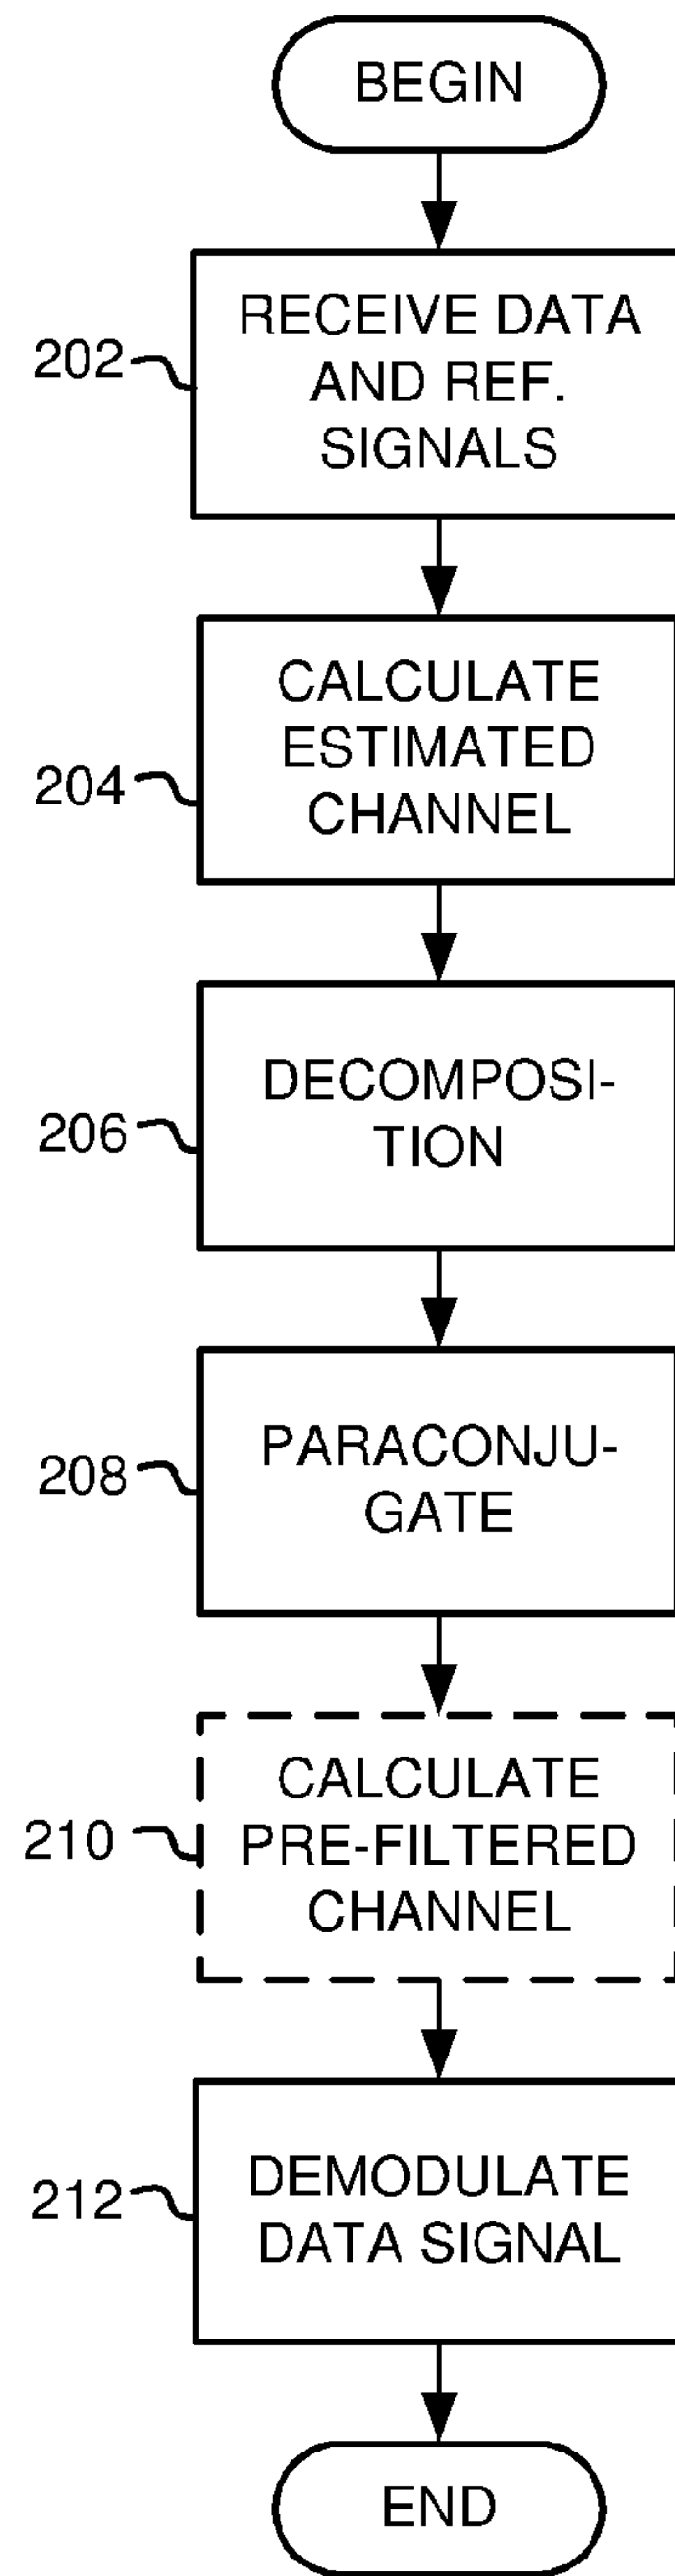 BEGIN
RECEIVE DATA
AND REF.
SIGNALS
202
CALCULATE
ESTIMATED
CHANNEL
204
DECOMPOSI-
TION
206
PARACONJU-
GATE
208
CALCULATE
PRE-FILTERED
CHANNEL
210
DEMODULATE
DATA SIGNAL
212
END